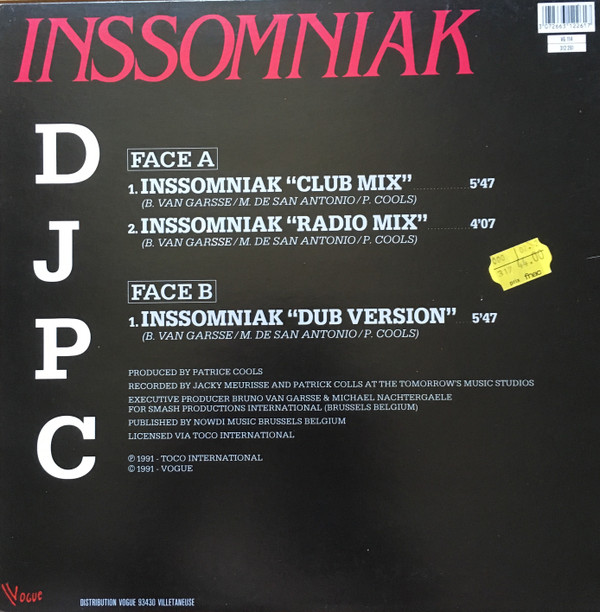 INSSOMNIAK
D
J
P
C
FACE A
1. INSSOMNIAK “CLUB MIX” 5'47
(B. VAN GARSSE/M. DE SAN ANTONIO/P. COOLS)
2. INSSOMNIAK “RADIO MIX” 4'07
(B. VAN GARSSE/M. DE SAN ANTONIO/P. COOLS)
fnac
FACE B
1. INSSOMNIAK “DUB VERSION” 5'47
(B. VAN GARSSE/M. DE SAN ANTONIO/P. COOLS)
PRODUCED BY PATRICE COOLS
RECORDED BY JACKY MEURISSE AND PATRICK COLLS AT THE TOMORROW'S MUSIC STUDIOS
EXECUTIVE PRODUCER BRUNO VAN GARSSE & MICHAEL NACHTERGAELE
FOR SMASH PRODUCTIONS INTERNATIONAL (BRUSSELS BELGIUM)
PUBLISHED BY NOWDI MUSIC BRUSSELS BELGIUM
LICENSED VIA TOCO INTERNATIONAL
℗ 1991 - TOCO INTERNATIONAL
© 1991 - VOGUE
VOGUE
DISTRIBUTION VOGUE 93430 VILLETANEUSE